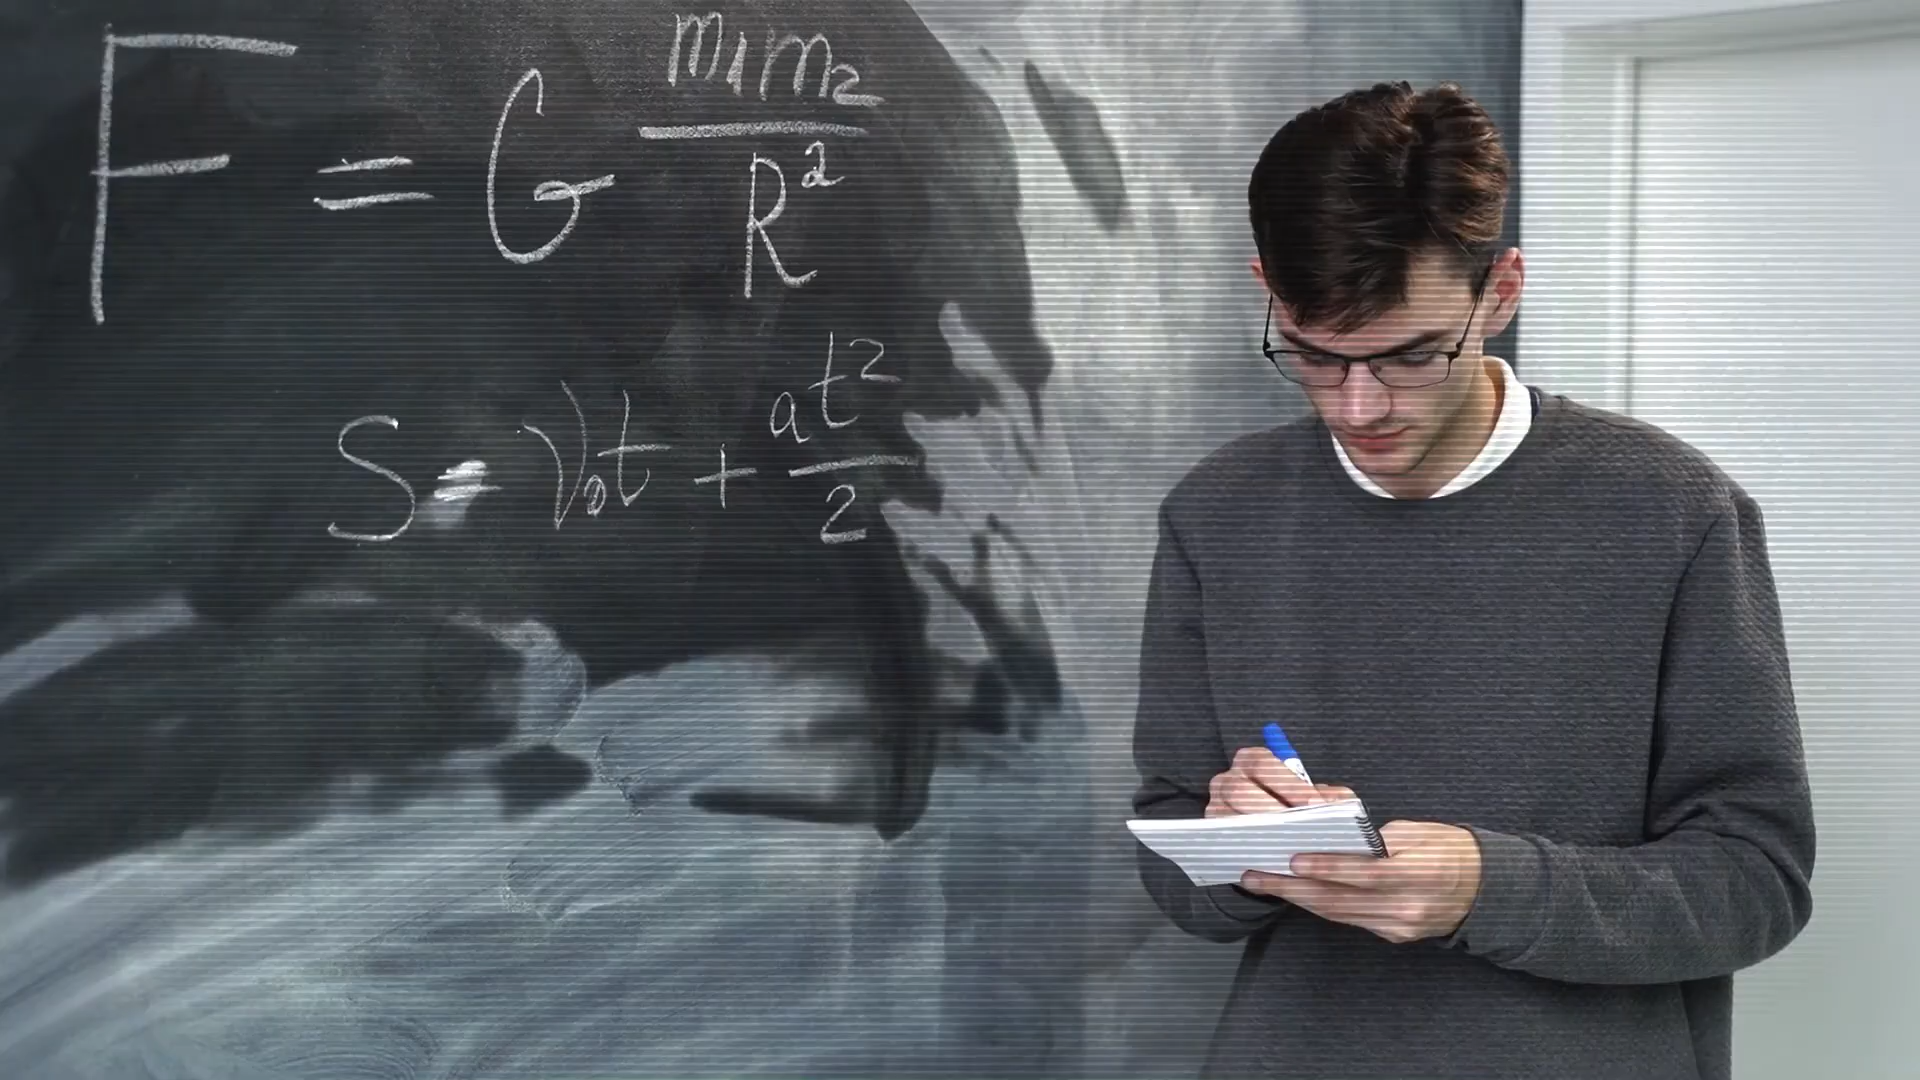 F = G m₁m₂/R²
S = V₀t + at²/2